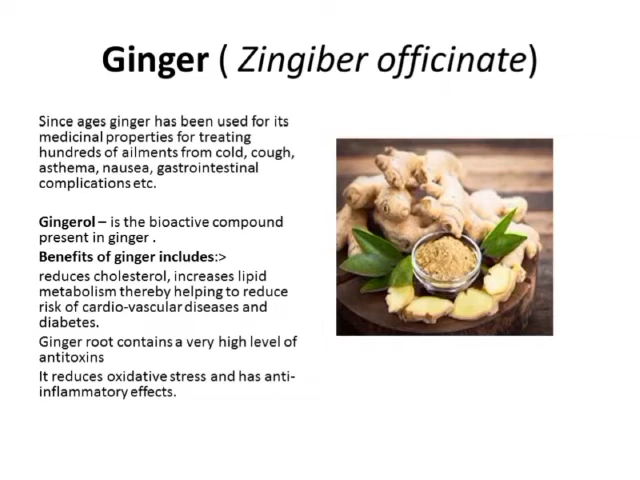 Ginger ( Zingiber officinate)
Since ages ginger has been used for its
medicinal properties for treating
hundreds of ailments from cold, cough,
asthma, nausea, gastrointestinal
complications etc.
Gingerol – is the bioactive compound
present in ginger .
Benefits of ginger includes:>
reduces cholesterol, increases lipid
metabolism thereby helping to reduce
risk of cardio-vascular diseases and
diabetes.
Ginger root contains a very high level of
antitoxins
It reduces oxidative stress and has anti-
inflammatory effects.